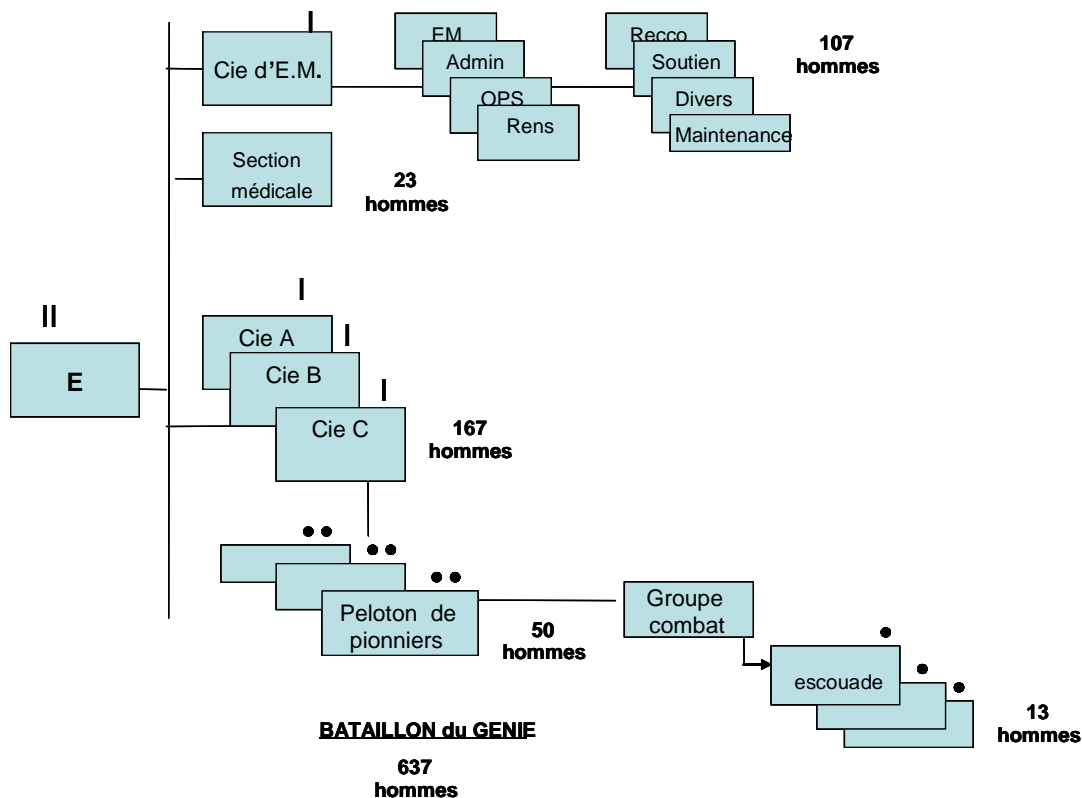 I
Cie d'E.M.
EM
Admin
OPS
Rens
Recco
Soutien
Divers
Maintenance
107
hommes
Section
médicale
23
hommes
II
E
I
Cie A
I
Cie B
I
Cie C
167
hommes
Peloton de
pionniers
50
hommes
Groupe
combat
escouade
13
hommes
BATAILLON du GENIE
637
hommes